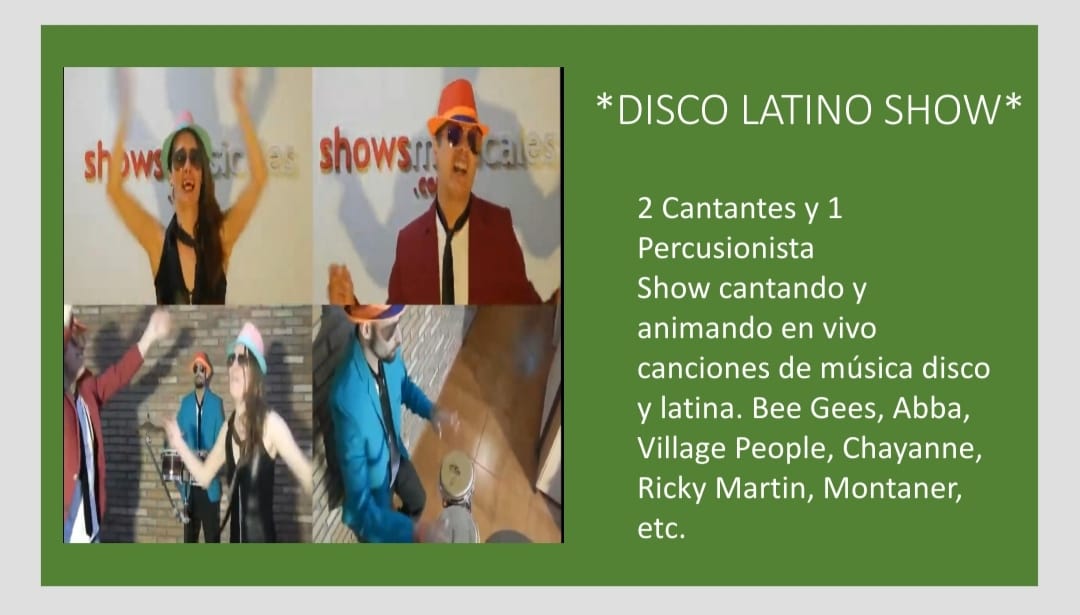 showsmusicales
showsmusicales
.co
*DISCO LATINO SHOW*
2 Cantantes y 1
Percusionista
Show cantando y
animando en vivo
canciones de música disco
y latina. Bee Gees, Abba,
Village People, Chayanne,
Ricky Martin, Montaner,
etc.